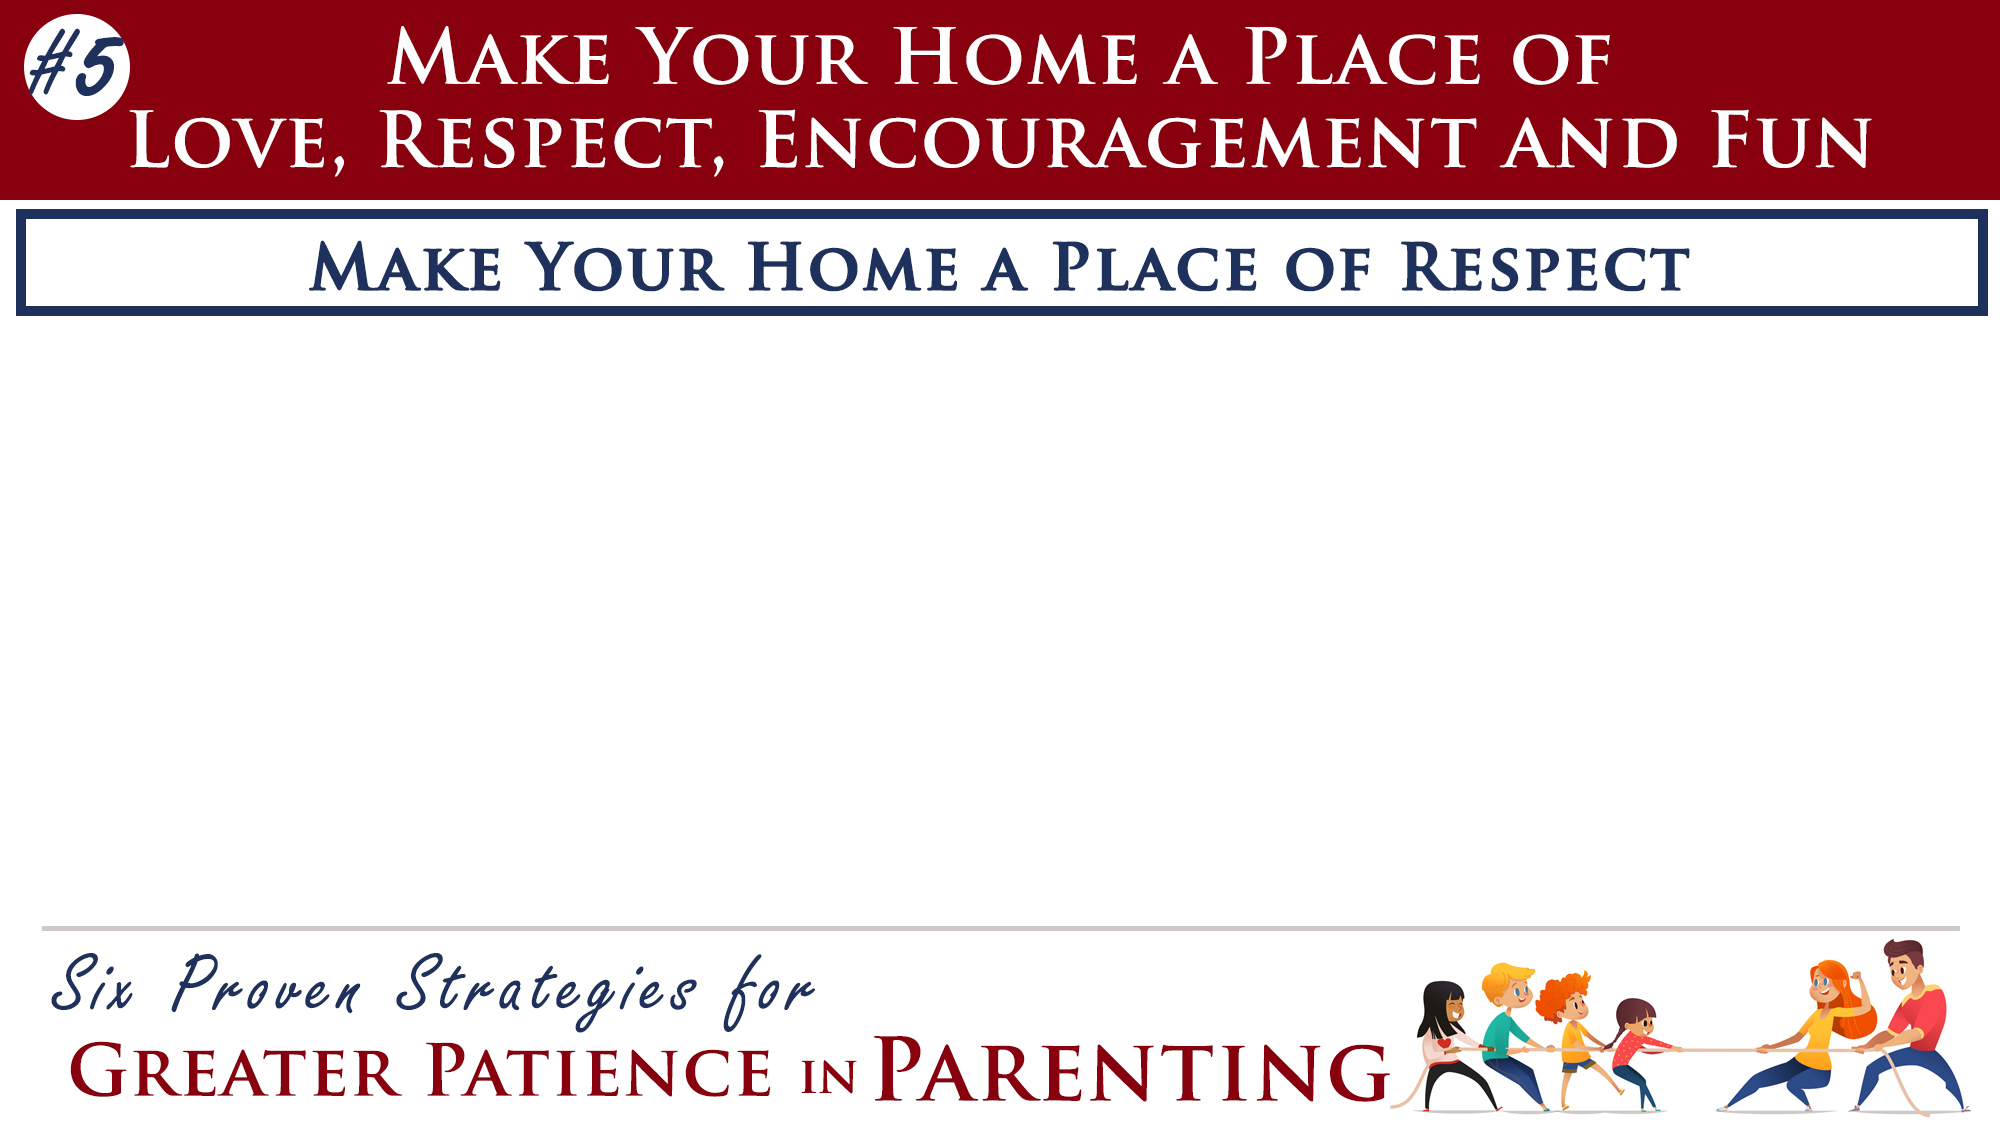 #5
Make Your Home a Place of
Love, Respect, Encouragement and Fun
Make Your Home a Place of Respect
Six Proven Strategies for
Greater Patience in Parenting